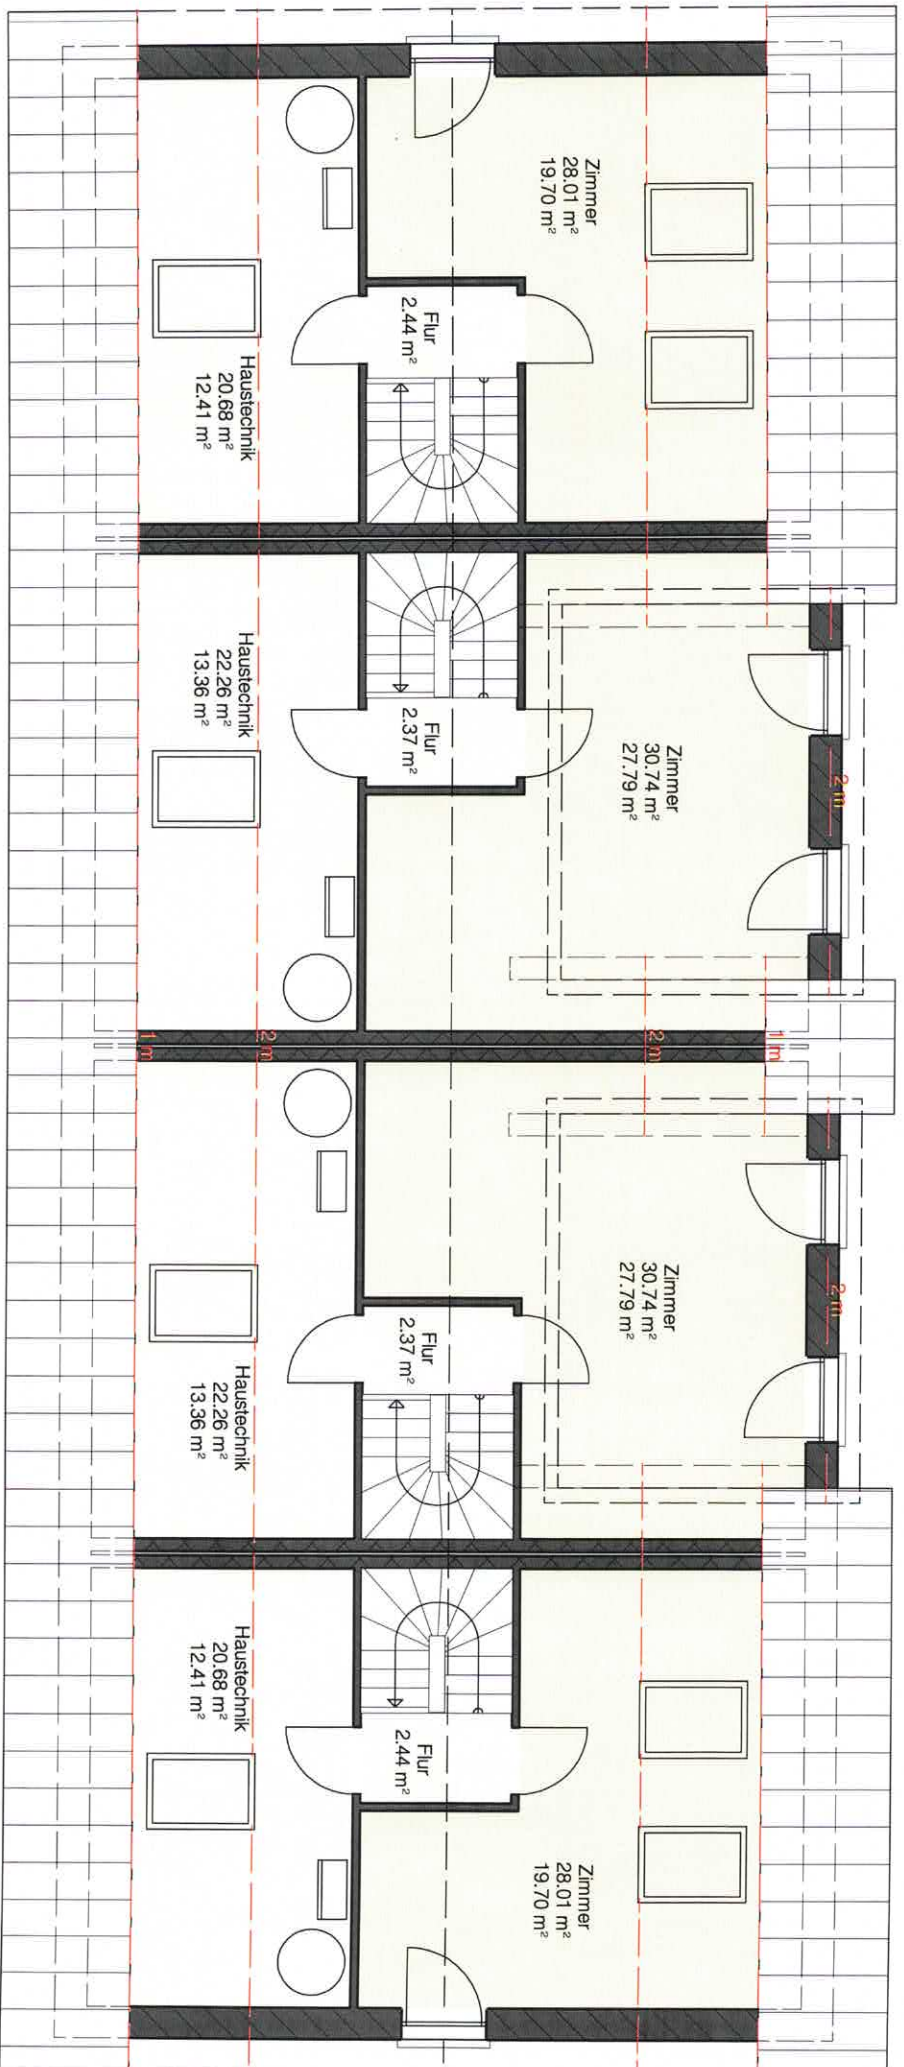 Zimmer
28.01 m²
19.70 m²
Flur
2.44 m²
Haustechnik
20.68 m²
12.41 m²
Haustechnik
22.26 m²
13.36 m²
Flur
2.37 m²
Zimmer
30.74 m²
27.79 m²
2 m
1 m
2 m
2 m
1 m
Zimmer
30.74 m²
27.79 m²
2 m
Flur
2.37 m²
Haustechnik
22.26 m²
13.36 m²
Haustechnik
20.68 m²
12.41 m²
Flur
2.44 m²
Zimmer
28.01 m²
19.70 m²